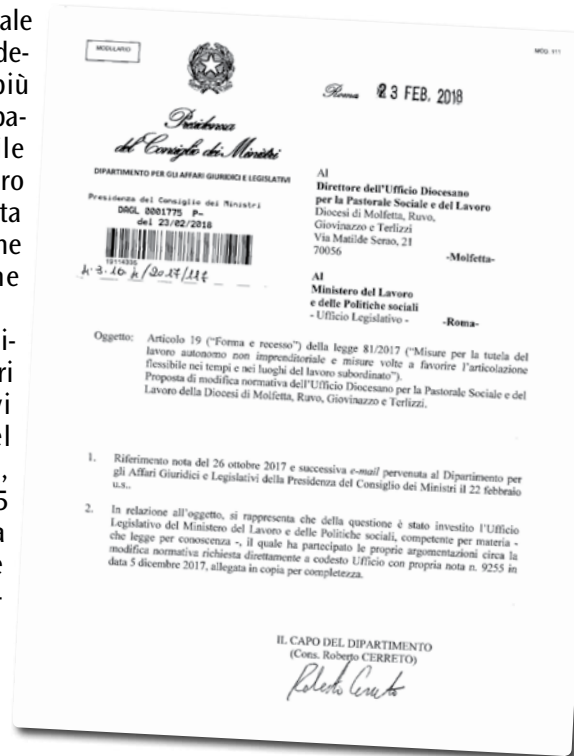 ale
de-
più
pa-
le
ro
ta
ne
ne
i-
ri
vi
el
,
5
a
e
.
MODULARIO
MOD. 111
Roma 23 FEB. 2018
Presidenza
del Consiglio dei Ministri
DIPARTIMENTO PER GLI AFFARI GIURIDICI E LEGISLATIVI
Presidenza del Consiglio dei Ministri
DAGL 0001775 P-
del 23/02/2018
Al
Direttore dell'Ufficio Diocesano
per la Pastorale Sociale e del Lavoro
Diocesi di Molfetta, Ruvo,
Giovinazzo e Terlizzi
Via Matilde Serao, 21
70056 -Molfetta-
Al
Ministero del Lavoro
e delle Politiche sociali
- Ufficio Legislativo - -Roma-
Oggetto: Articolo 19 ("Forma e recesso") della legge 81/2017 ("Misure per la tutela del
lavoro autonomo non imprenditoriale e misure volte a favorire l'articolazione
flessibile nei tempi e nei luoghi del lavoro subordinato").
Proposta di modifica normativa dell'Ufficio Diocesano per la Pastorale Sociale e del
Lavoro della Diocesi di Molfetta, Ruvo, Giovinazzo e Terlizzi.
1. Riferimento nota del 26 ottobre 2017 e successiva e-mail pervenuta al Dipartimento per
gli Affari Giuridici e Legislativi della Presidenza del Consiglio dei Ministri il 22 febbraio
u.s..
2. In relazione all'oggetto, si rappresenta che della questione è stato investito l'Ufficio
Legislativo del Ministero del Lavoro e delle Politiche sociali, competente per materia -
che legge per conoscenza -, il quale ha partecipato le proprie argomentazioni circa la
modifica normativa richiesta direttamente a codesto Ufficio con propria nota n. 9255 in
data 5 dicembre 2017, allegata in copia per completezza.
IL CAPO DEL DIPARTIMENTO
(Cons. Roberto CERRETO)
Roberto Cerreto